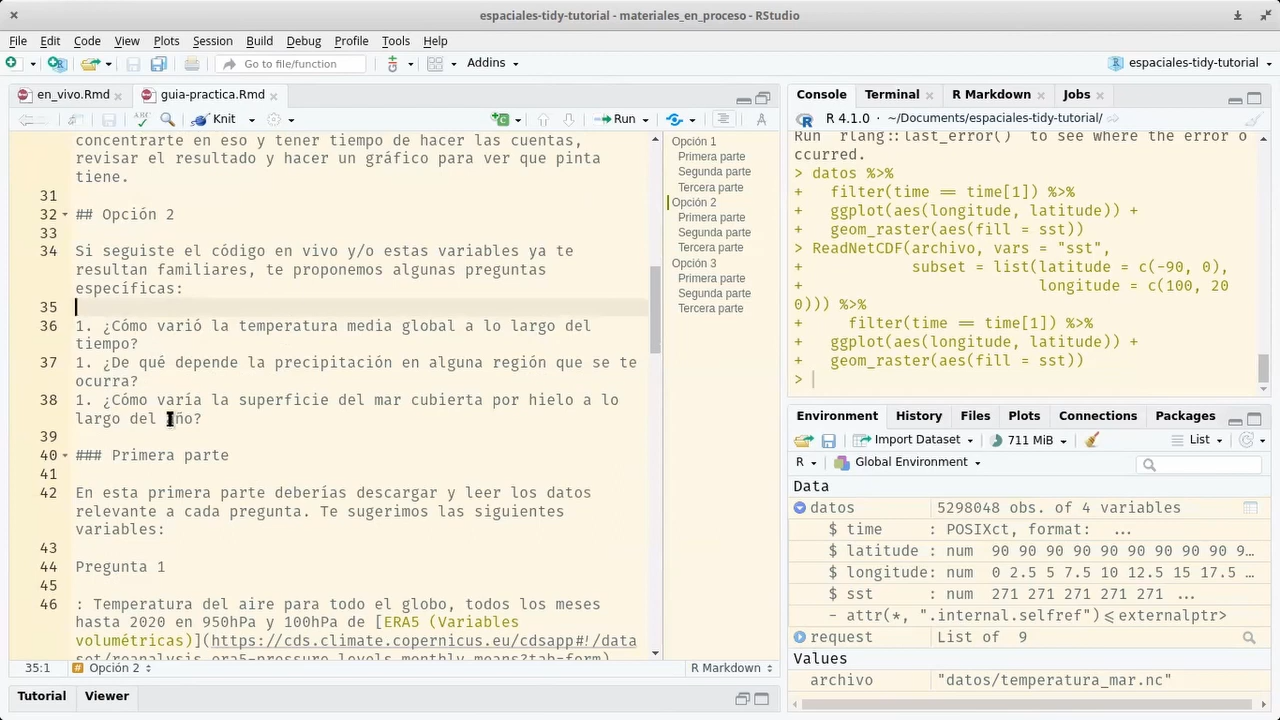 espaciales-tidy-tutorial - materiales_en_proceso - RStudio
File Edit Code View Plots Session Build Debug Profile Tools Help
Go to file/function
Addins
espaciales-tidy-tutorial
en_vivo.Rmd
guia-practica.Rmd
Knit
Run
concentrarte en eso y tener tiempo de hacer las cuentas,
revisar el resultado y hacer un gráfico para ver que pinta
tiene.
31
32 ## Opción 2
33
34 Si seguiste el código en vivo y/o estas variables ya te
resultan familiares, te proponemos algunas preguntas
especificas:
35
36 1. ¿Cómo varió la temperatura media global a lo largo del
tiempo?
37 1. ¿De qué depende la precipitación en alguna región que se te
ocurra?
38 1. ¿Cómo varía la superficie del mar cubierta por hielo a lo
largo del año?
39
40 ### Primera parte
41
42 En esta primera parte deberías descargar y leer los datos
relevante a cada pregunta. Te sugerimos las siguientes
variables:
43
44 Pregunta 1
45
46 : Temperatura del aire para todo el globo, todos los meses
hasta 2020 en 950hPa y 100hPa de [ERA5 (Variables
volumétricas)](https://cds.climate.copernicus.eu/cdsapp#!/data
set/reanalysis-era5-pressure-levels-monthly-means?tab=form)
35:1 Opción 2 R Markdown
Opción 1
Primera parte
Segunda parte
Tercera parte
Opción 2
Primera parte
Segunda parte
Tercera parte
Opción 3
Primera parte
Segunda parte
Tercera parte
Tutorial Viewer
Console Terminal R Markdown Jobs
R 4.1.0 · ~/Documents/espaciales-tidy-tutorial/
Run `rlang::last_error()` to see where the error o
ccurred.
> datos %>%
+ filter(time == time[1]) %>%
+ ggplot(aes(longitude, latitude)) +
+ geom_raster(aes(fill = sst))
> ReadNetCDF(archivo, vars = "sst",
+ subset = list(latitude = c(-90, 0),
+ longitude = c(100, 20
0))) %>%
+ filter(time == time[1]) %>%
+ ggplot(aes(longitude, latitude)) +
+ geom_raster(aes(fill = sst))
>
Environment History Files Plots Connections Packages
Import Dataset 711 MiB List
R Global Environment
Data
datos 5298048 obs. of 4 variables
$ time : POSIXct, format: ...
$ latitude : num 90 90 90 90 90 90 90 90 90 9...
$ longitude: num 0 2.5 5 7.5 10 12.5 15 17.5 ...
$ sst : num 271 271 271 271 271 ...
- attr(*, ".internal.selfref")<=externalptr>
request List of 9
Values
archivo "datos/temperatura_mar.nc"